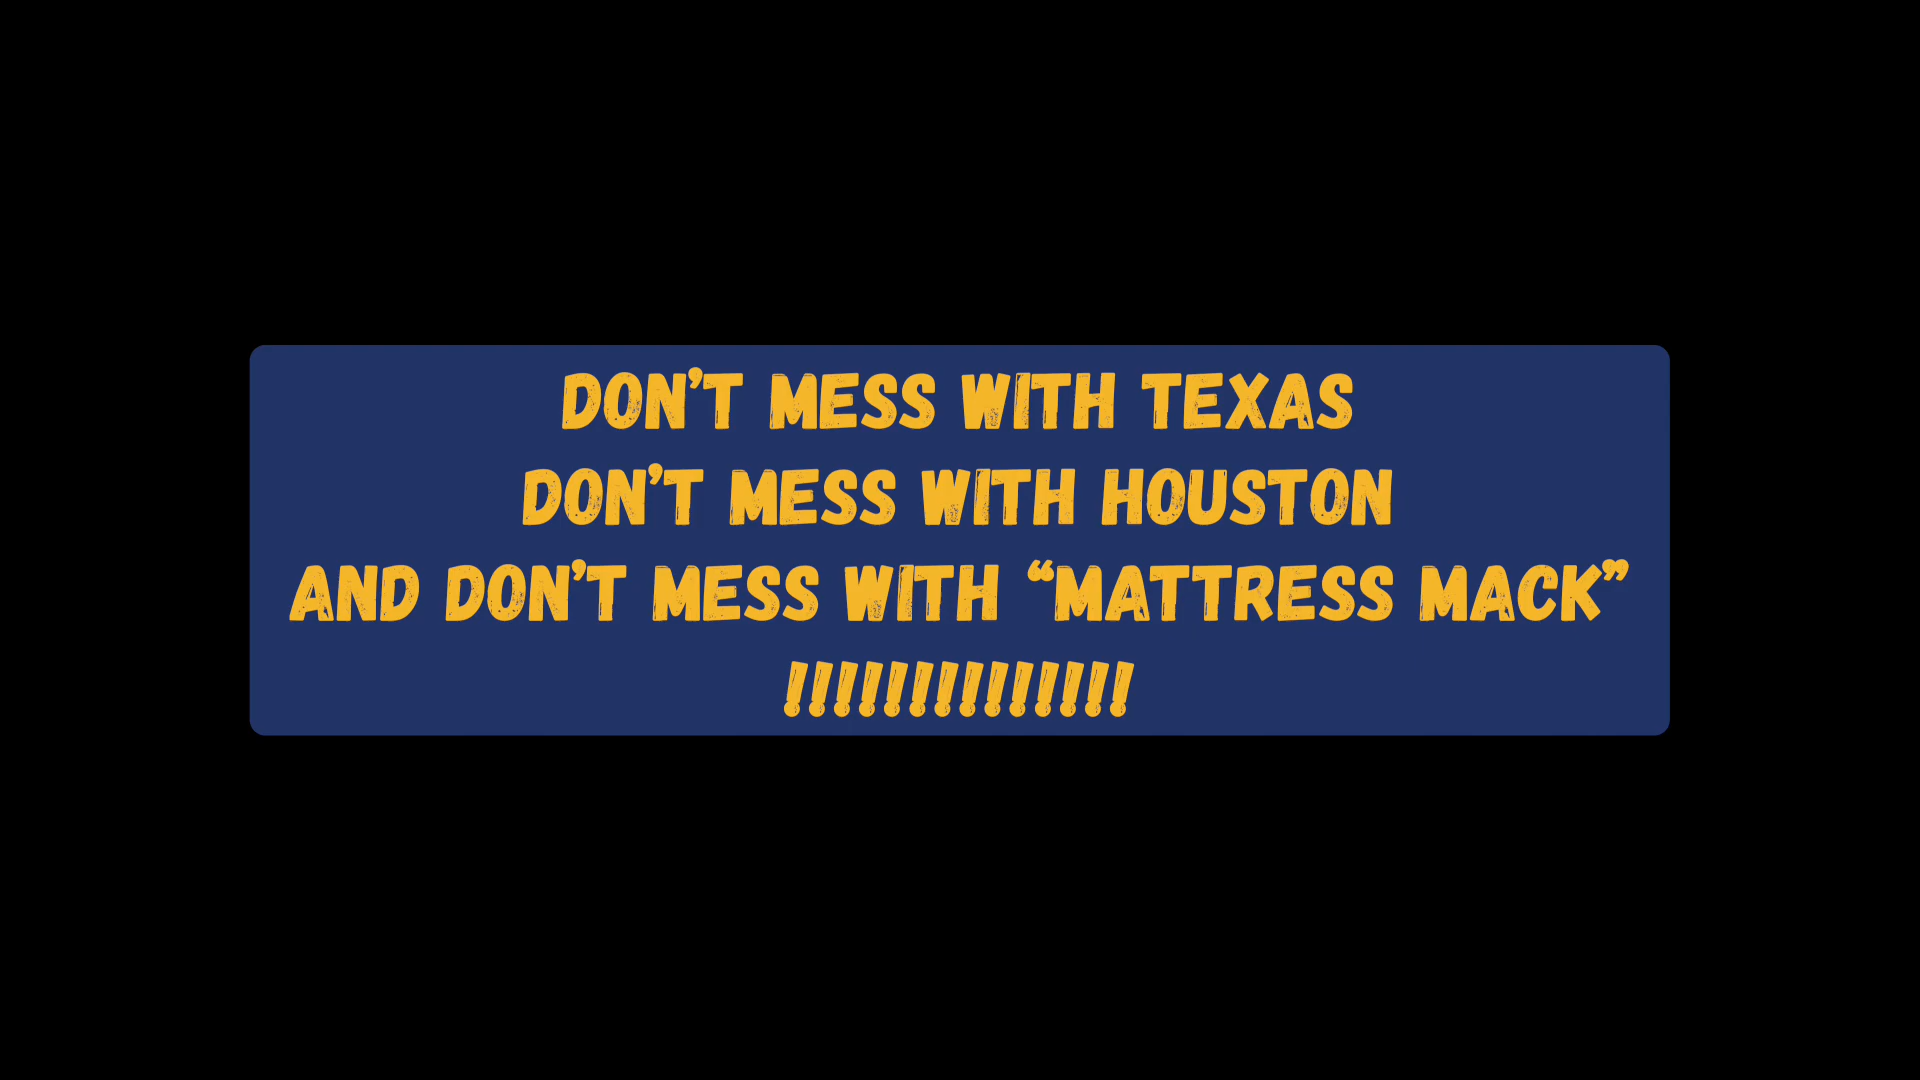 DON’T MESS WITH TEXAS
DON’T MESS WITH HOUSTON
AND DON’T MESS WITH “MATTRESS MACK”
!!!!!!!!!!!!!!